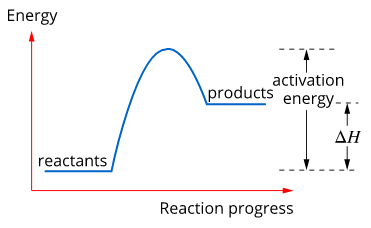 Energy
activation
energy
products
ΔH
reactants
Reaction progress